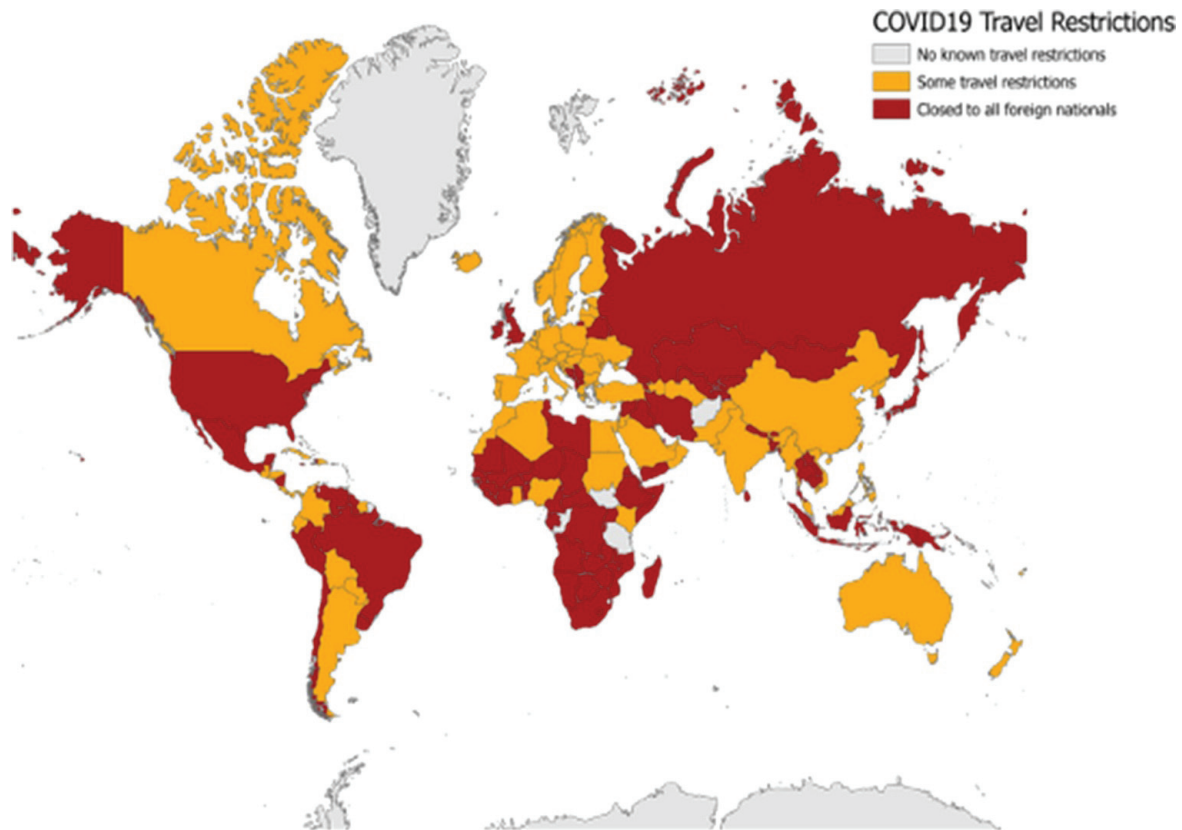 COVID19 Travel Restrictions
No known travel restrictions
Some travel restrictions
Closed to all foreign nationals